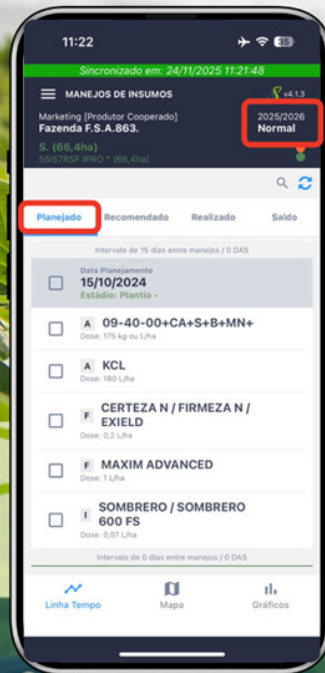 11:22
35
Sincronizado em: 24/11/2025 11:21:48
MANEJOS DE INSUMOS
v4.1.3
Marketing [Produtor Cooperado]
2025/2026
Fazenda F.S.A.863.
Normal
S. (66,4ha)
55I57RSF IPRO * (66,4ha)
Planejado
Recomendado
Realizado
Saldo
Intervalo de 15 dias entre manejos / 0 DAS
Data Planejamento
15/10/2024
Estádio: Plantio -
A 09-40-00+CA+S+B+MN+
Dose: 175 kg ou L/ha
A KCL
Dose: 180 L/ha
F CERTEZA N / FIRMEZA N /
EXIELD
Dose: 0,2 L/ha
F MAXIM ADVANCED
Dose: 1 L/ha
I SOMBRERO / SOMBRERO
600 FS
Dose: 0,07 L/ha
Intervalo de 0 dias entre manejos / 0 DAS
Linha Tempo
Mapa
Gráficos